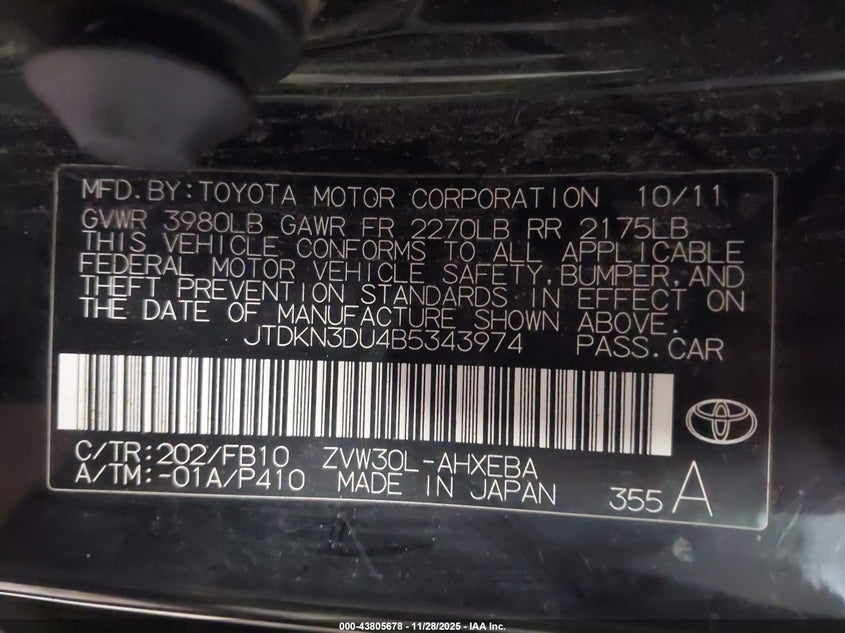 MFD.BY:TOYOTA MOTOR CORPORATION 10/11
GVWR 3980LB GAWR FR 2270LB RR 2175LB
THIS VEHICLE CONFORMS TO ALL APPLICABLE
FEDERAL MOTOR VEHICLE SAFETY,BUMPER,AND
THEFT PREVENTION STANDARDS IN EFFECT ON
THE DATE OF MANUFACTURE SHOWN ABOVE.
JTDKN3DU4B5343974 PASS.CAR
C/TR:202/FB10 ZVW30L-AHXEBA
A/TM:-01A/P410 MADE IN JAPAN 355 A
000-43805678 - 11/28/2025 - IAA Inc.